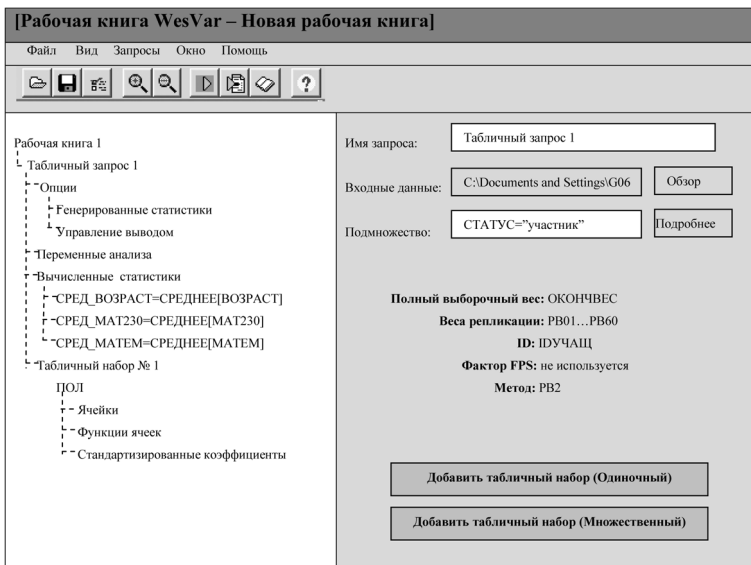 [Рабочая книга WesVar – Новая рабочая книга]
Файл Вид Запросы Окно Помощь
?
Рабочая книга 1
Табличный запрос 1
Опции
Генерированные статистики
Управление выводом
Переменные анализа
Вычисленные статистики
СРЕД_ВОЗРАСТ=СРЕДНЕЕ[ВОЗРАСТ]
СРЕД_МАТ230=СРЕДНЕЕ[МАТ230]
СРЕД_МАТЕМ=СРЕДНЕЕ[МАТЕМ]
Табличный набор № 1
ПОЛ
Ячейки
Функции ячеек
Стандартизированные коэффициенты
Имя запроса: Табличный запрос 1
Входные данные: C:\Documents and Settings\G06 Обзор
Подмножество: СТАТУС=”участник” Подробнее
Полный выборочный вес: ОКОНЧВЕС
Веса репликации: РВ01…РВ60
ID: IDУЧАЩ
Фактор FPS: не используется
Метод: РВ2
Добавить табличный набор (Одиночный)
Добавить табличный набор (Множественный)